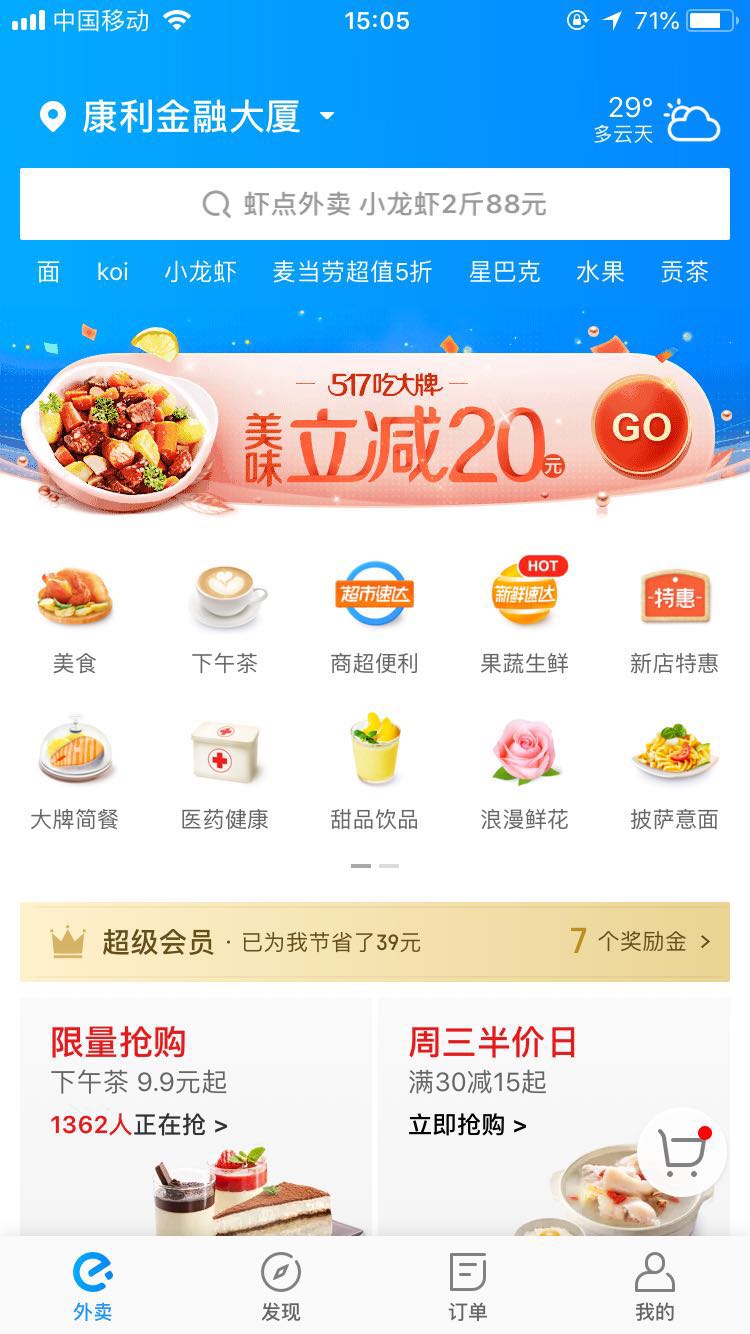 中国移动 15:05 71%
康利金融大厦 29°
多云天
虾点外卖 小龙虾2斤88元
面 koi 小龙虾 麦当劳超值5折 星巴克 水果 贡茶
517吃大牌
美味 立减20元 GO
超市速达 新鲜速达 HOT 特惠
美食 下午茶 商超便利 果蔬生鲜 新店特惠
大牌简餐 医药健康 甜品饮品 浪漫鲜花 披萨意面
超级会员 · 已为我节省了39元 7 个奖励金 >
限量抢购 周三半价日
下午茶 9.9元起 满30减15起
1362人正在抢 > 立即抢购 >
外卖 发现 订单 我的